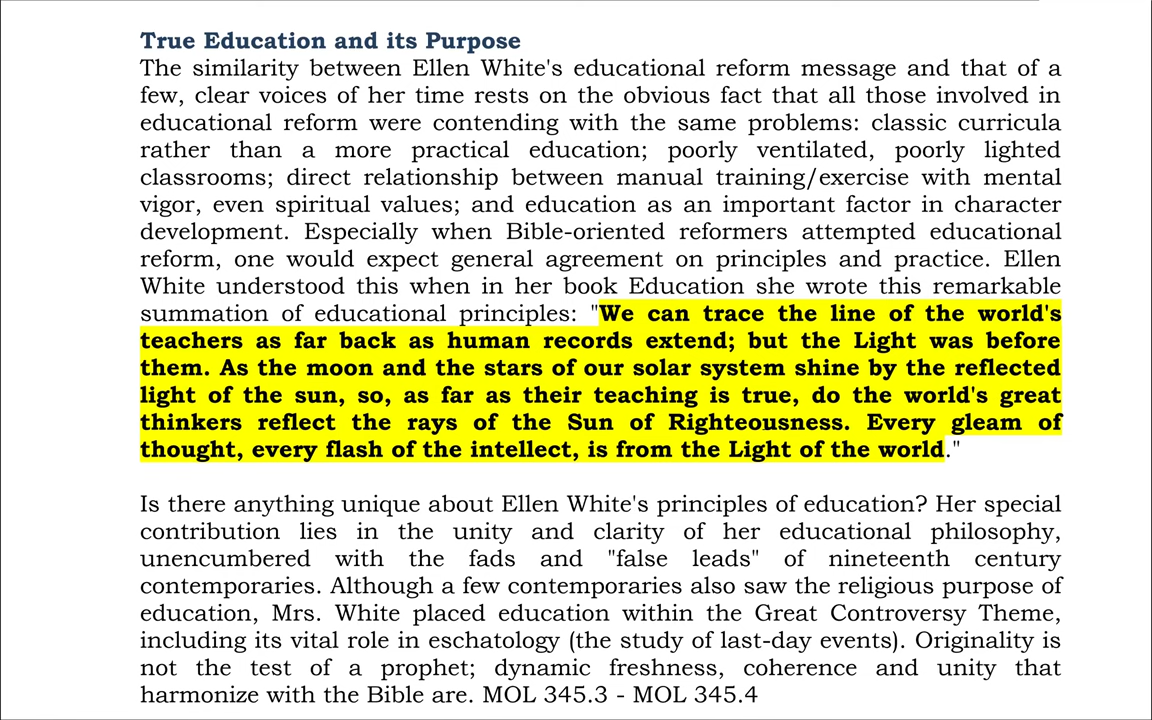 True Education and its Purpose
The similarity between Ellen White's educational reform message and that of a
few, clear voices of her time rests on the obvious fact that all those involved in
educational reform were contending with the same problems: classic curricula
rather than a more practical education; poorly ventilated, poorly lighted
classrooms; direct relationship between manual training/exercise with mental
vigor, even spiritual values; and education as an important factor in character
development. Especially when Bible-oriented reformers attempted educational
reform, one would expect general agreement on principles and practice. Ellen
White understood this when in her book Education she wrote this remarkable
summation of educational principles: "We can trace the line of the world's
teachers as far back as human records extend; but the Light was before
them. As the moon and the stars of our solar system shine by the reflected
light of the sun, so, as far as their teaching is true, do the world's great
thinkers reflect the rays of the Sun of Righteousness. Every gleam of
thought, every flash of the intellect, is from the Light of the world."
Is there anything unique about Ellen White's principles of education? Her special
contribution lies in the unity and clarity of her educational philosophy,
unencumbered with the fads and "false leads" of nineteenth century
contemporaries. Although a few contemporaries also saw the religious purpose of
education, Mrs. White placed education within the Great Controversy Theme,
including its vital role in eschatology (the study of last-day events). Originality is
not the test of a prophet; dynamic freshness, coherence and unity that
harmonize with the Bible are. MOL 345.3 - MOL 345.4